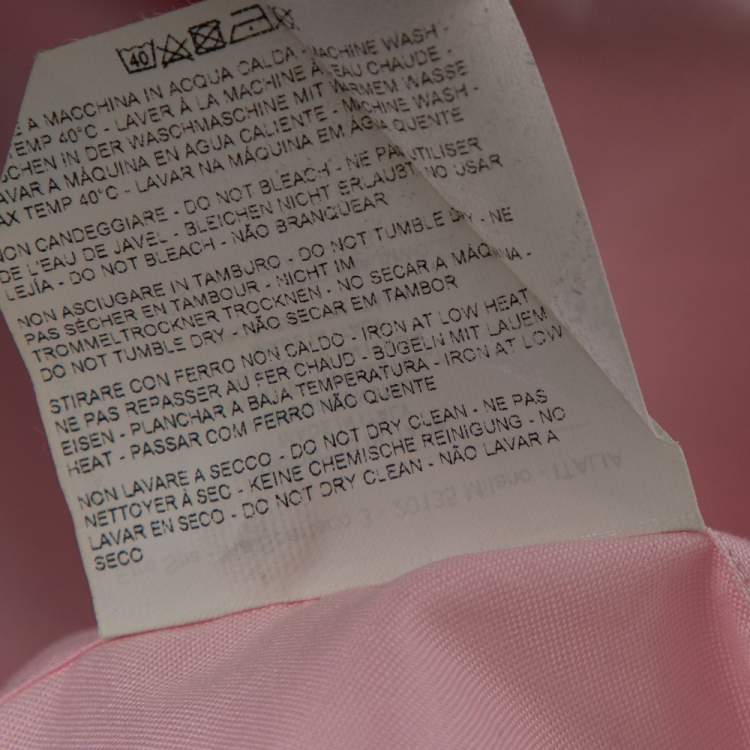 40
A MACCHINA IN ACQUA CALDA - MACHINE WASH -
TEMP 40°C - LAVER À LA MACHINE À EAU CHAUDE -
SCHEN IN DER WASCHMASCHINE MIT WARMEM WASSE
AVAR A MÁQUINA EN AGUA CALIENTE - MACHINE WASH -
AX TEMP 40°C - LAVAR NA MÁQUINA EM ÁGUA QUENTE
NON CANDEGGIARE - DO NOT BLEACH - NE PAS UTILISER
DE L'EAU DE JAVEL - BLEICHEN NICHT ERLAUBT NO USAR
LEJÍA - DO NOT BLEACH - NÃO BRANQUEAR
NON ASCIUGARE IN TAMBURO - DO NOT TUMBLE DRY - NE
PAS SÉCHER EN TAMBOUR - NICHT IM
TROMMELTROCKNER TROCKNEN - NO SECAR A MÁQUINA -
DO NOT TUMBLE DRY - NÃO SECAR EM TAMBOR
STIRARE CON FERRO NON CALDO - IRON AT LOW HEAT
NE PAS REPASSER AU FER CHAUD - BÜGELN MIT LAUEM
EISEN - PLANCHAR A BAJA TEMPERATURA - IRON AT LOW
HEAT - PASSAR COM FERRO NÃO QUENTE
NON LAVARE A SECCO - DO NOT DRY CLEAN - NE PAS
NETTOYER À SEC - KEINE CHEMISCHE REINIGUNG - NO
LAVAR EN SECO - DO NOT DRY CLEAN - NÃO LAVAR A
SECO